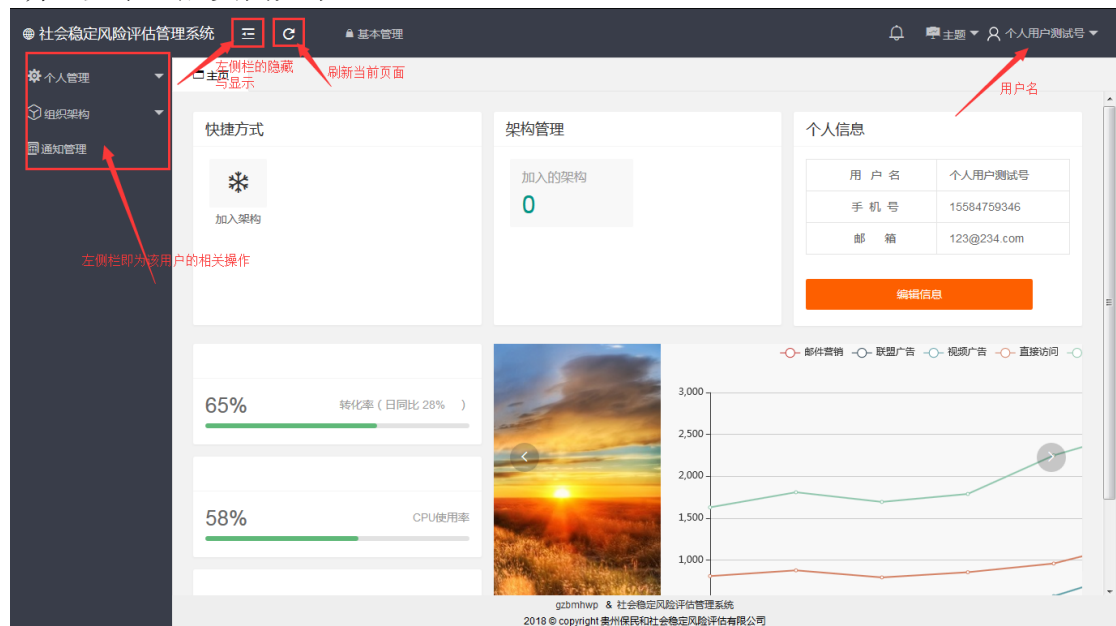 社会稳定风险评估管理系统
基本管理
主题
个人用户测试号
个人管理
组织架构
通知管理
主页
左侧栏的隐藏
与显示
刷新当前页面
用户名
左侧栏即为该用户的相关操作
快捷方式
加入架构
架构管理
加入的架构
0
个人信息
用 户 名 个人用户测试号
手 机 号 15584759346
邮 箱 123@234.com
编辑信息
65% 转化率 ( 日同比 28% )
58% CPU使用率
邮件营销 联盟广告 视频广告 直接访问
3,000
2,500
2,000
1,500
1,000
gzbmhwp & 社会稳定风险评估管理系统
2018 © copyright 贵州保民和社会稳定风险评估有限公司